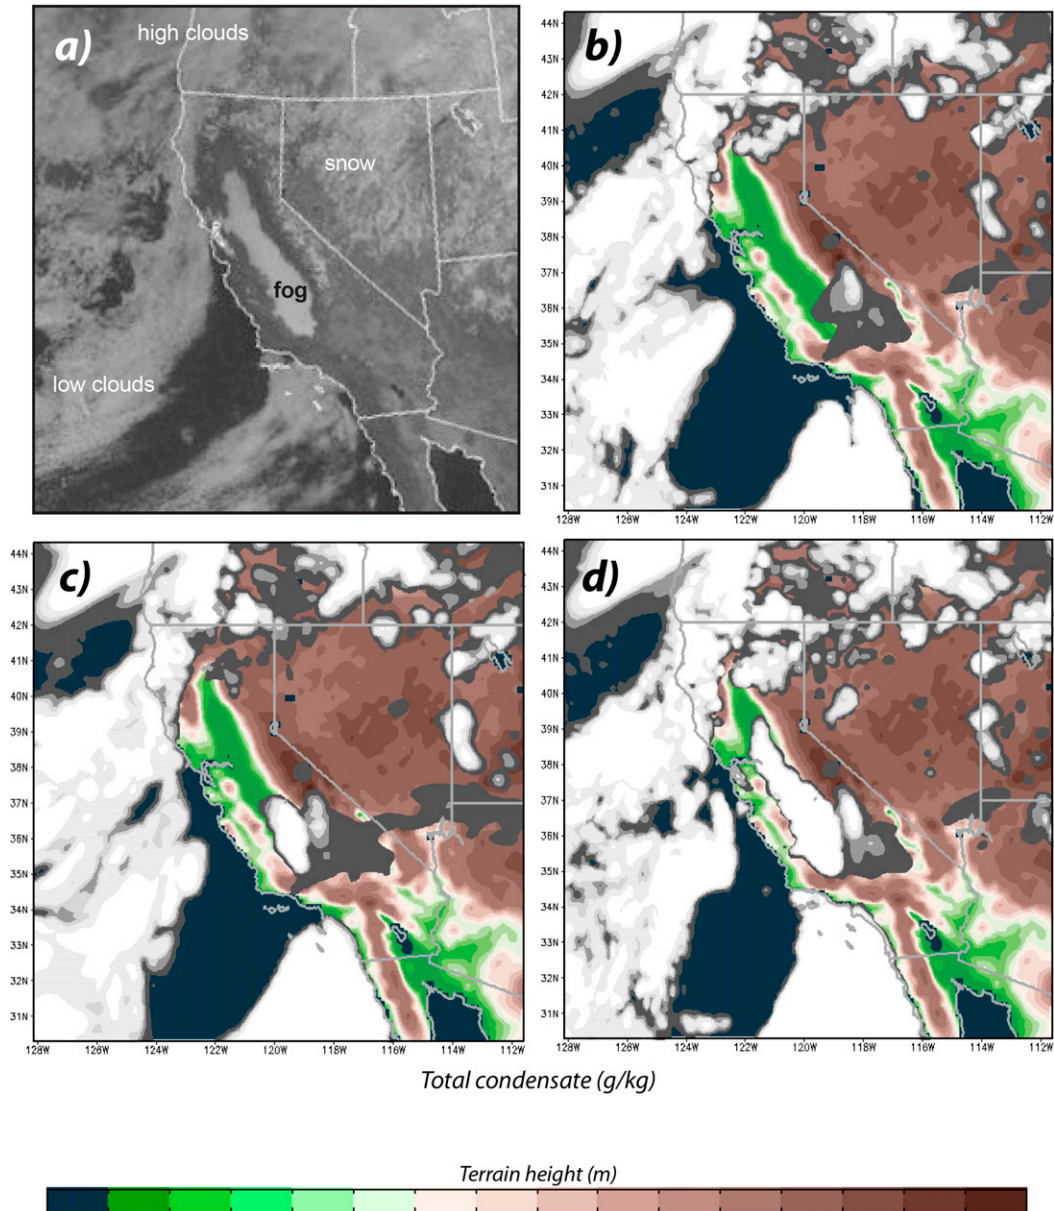 a)
high clouds
snow
fog
low clouds
b)
44N
43N
42N
41N
40N
39N
38N
37N
36N
35N
34N
33N
32N
31N
128W 126W 124W 122W 120W 118W 116W 114W 112W
c)
44N
43N
42N
41N
40N
39N
38N
37N
36N
35N
34N
33N
32N
31N
128W 126W 124W 122W 120W 118W 116W 114W 112W
d)
44N
43N
42N
41N
40N
39N
38N
37N
36N
35N
34N
33N
32N
31N
128W 126W 124W 122W 120W 118W 116W 114W 112W
Total condensate (g/kg)
Terrain height (m)